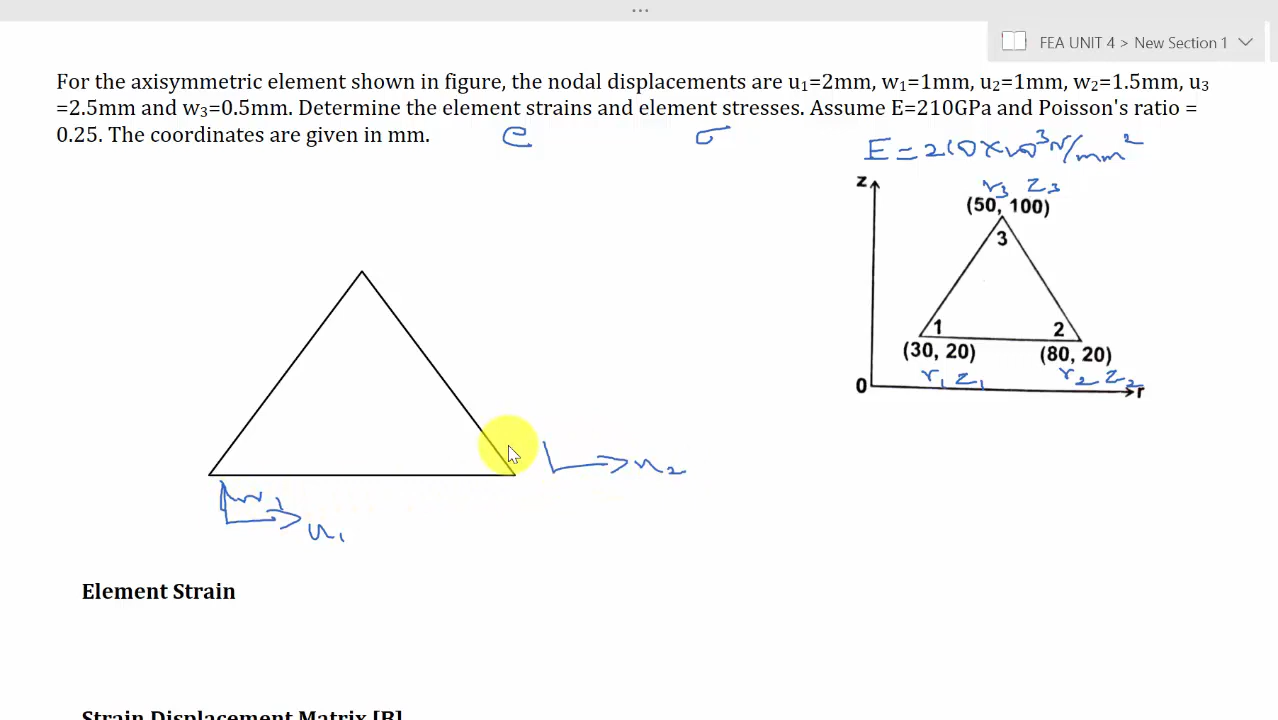 FEA UNIT 4 > New Section 1
For the axisymmetric element shown in figure, the nodal displacements are u₁=2mm, w₁=1mm, u₂=1mm, w₂=1.5mm, u₃
=2.5mm and w₃=0.5mm. Determine the element strains and element stresses. Assume E=210GPa and Poisson's ratio =
0.25. The coordinates are given in mm.
e σ
E = 210 × 10³ N/mm²
z
r₃ z₃
(50, 100)
3
1 2
(30, 20) (80, 20)
r₁ z₁ r₂ z₂
0 r
u₂
w₁
u₁
Element Strain
Strain Displacement Matrix [B]